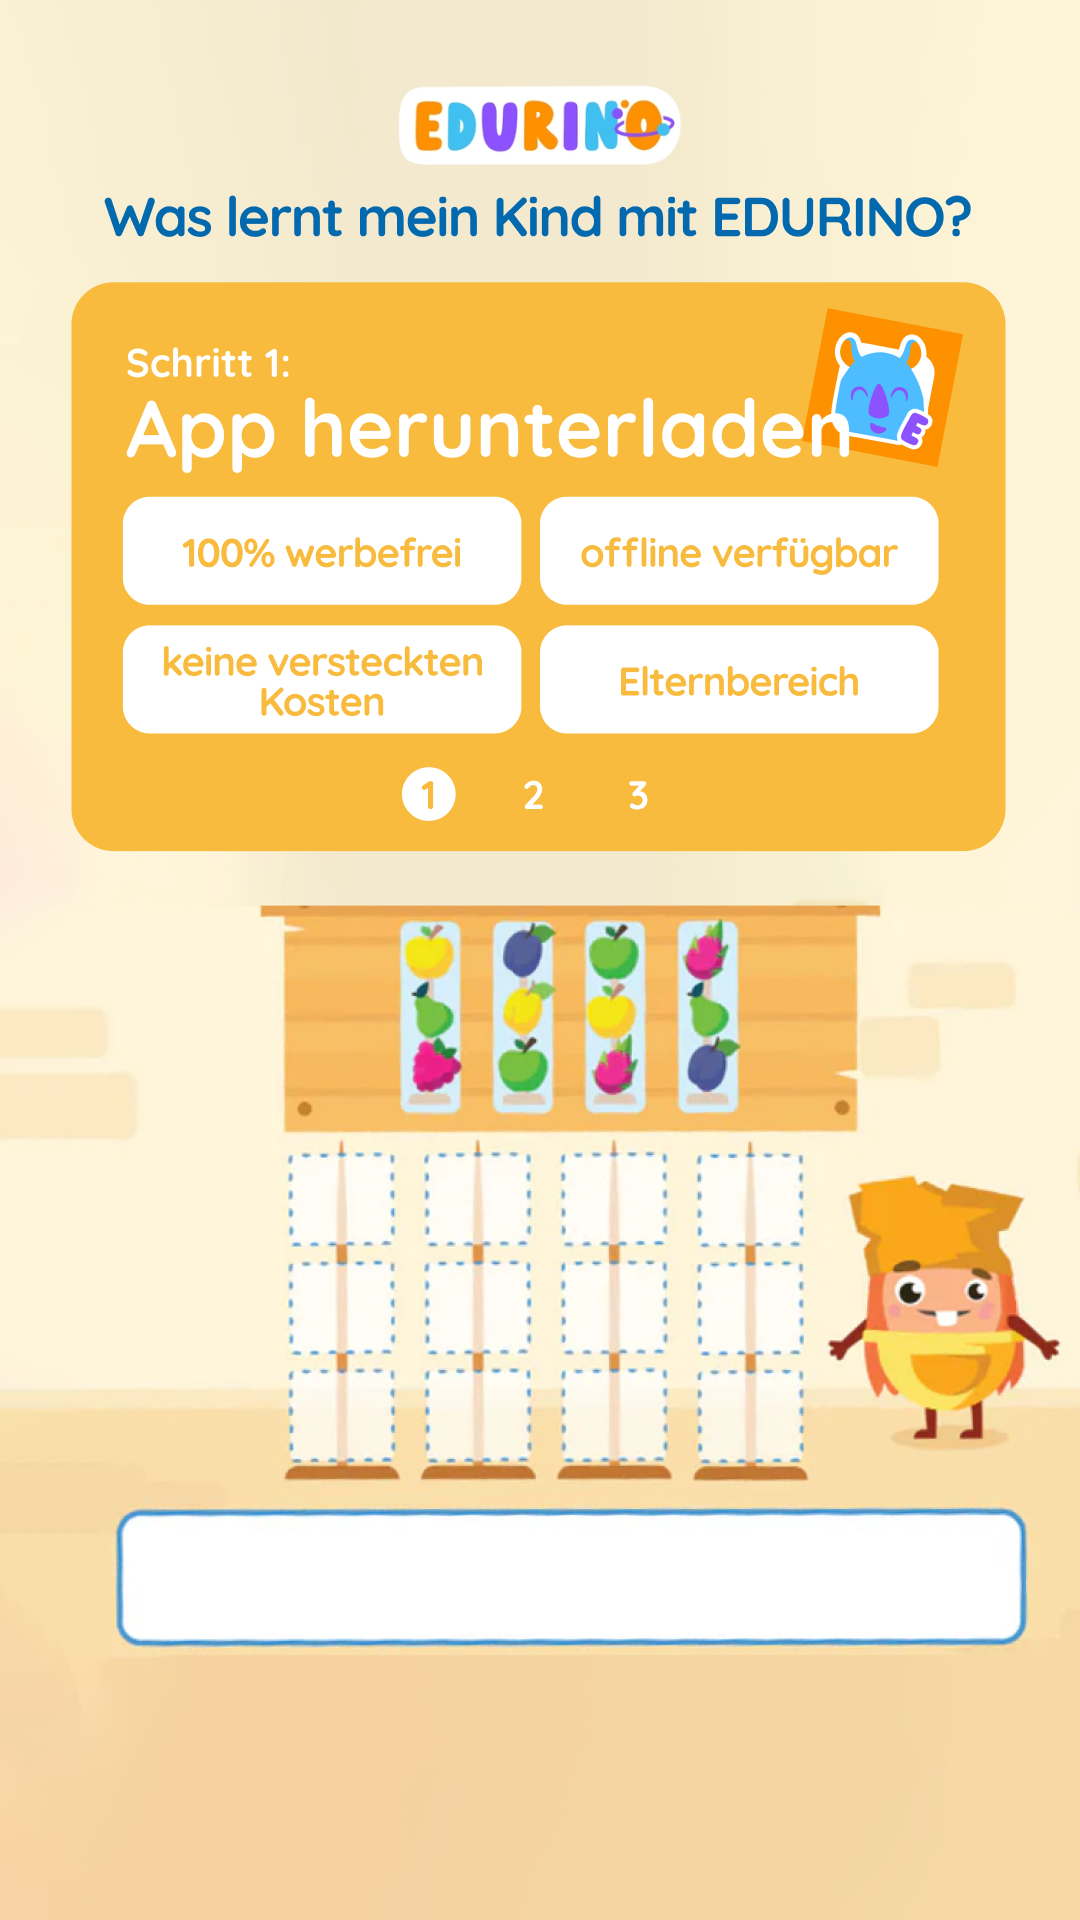 EDURINO
Was lernt mein Kind mit EDURINO?
Schritt 1:
App herunterladen
E
100% werbefrei
offline verfügbar
keine versteckten
Kosten
Elternbereich
1 2 3